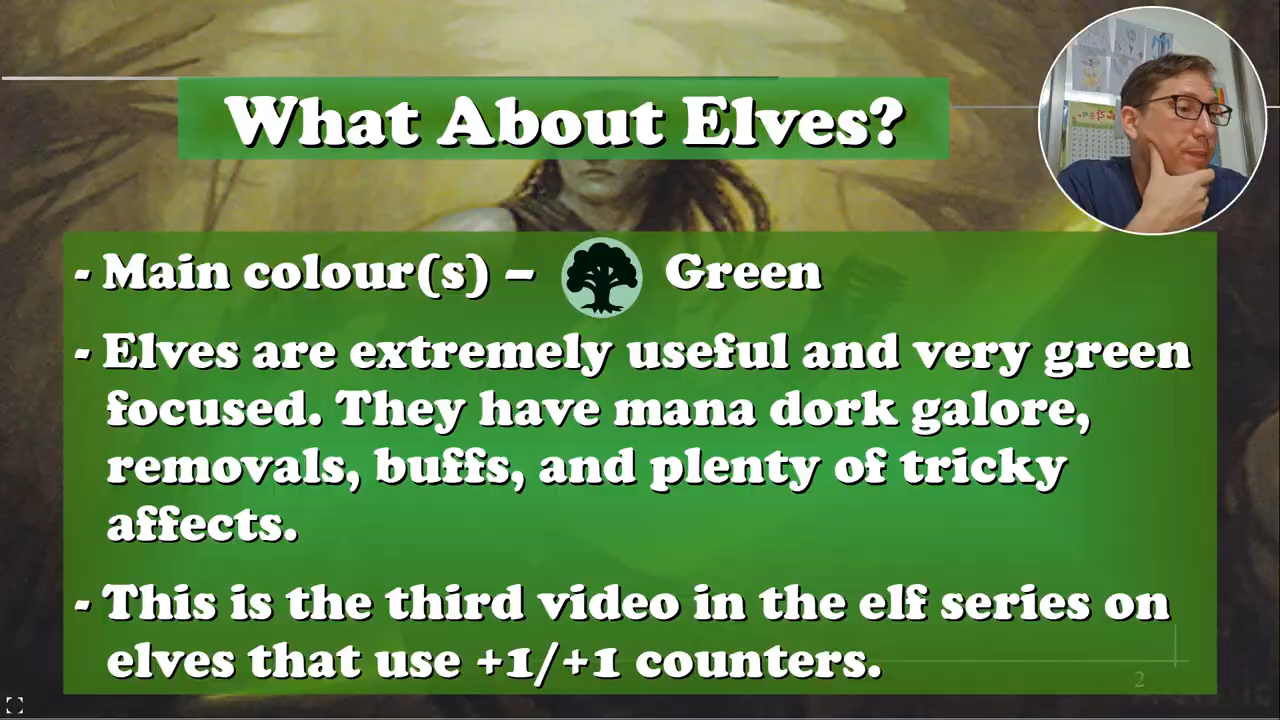 What About Elves?
- Main colour(s) – Green
- Elves are extremely useful and very green
focused. They have mana dork galore,
removals, buffs, and plenty of tricky
affects.
- This is the third video in the elf series on
elves that use +1/+1 counters.
2